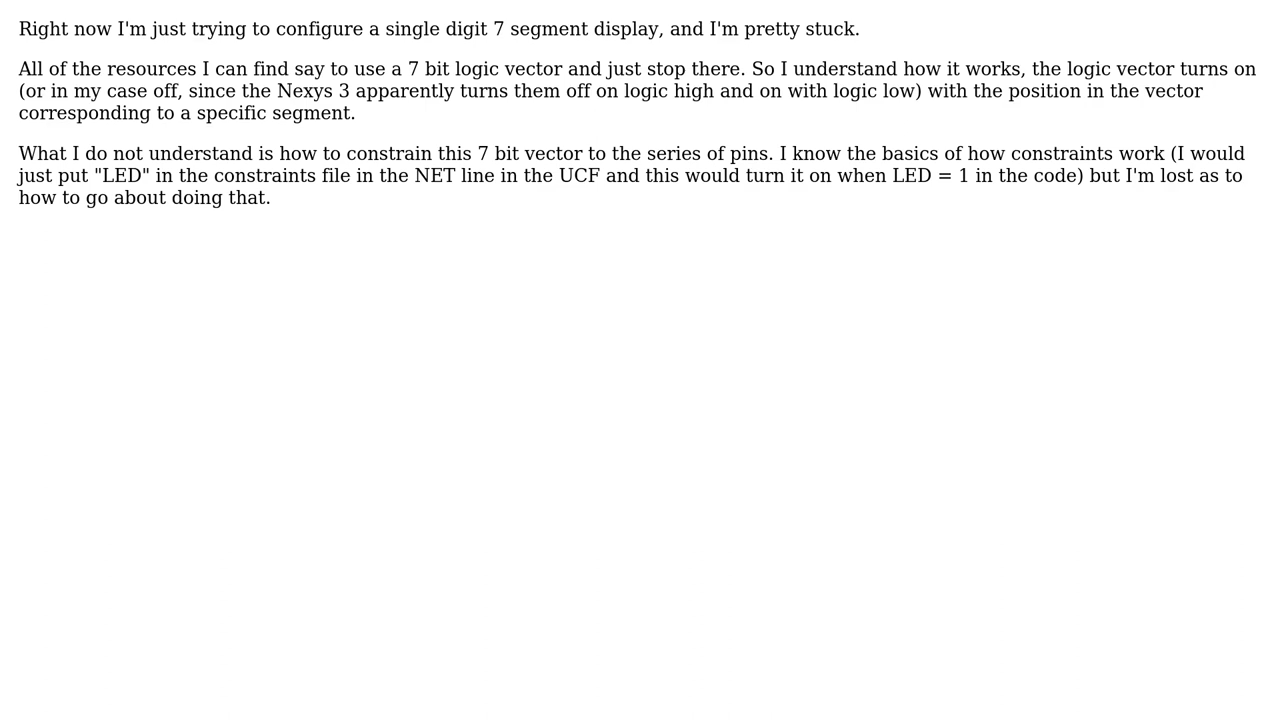 Right now I'm just trying to configure a single digit 7 segment display, and I'm pretty stuck.
All of the resources I can find say to use a 7 bit logic vector and just stop there. So I understand how it works, the logic vector turns on
(or in my case off, since the Nexys 3 apparently turns them off on logic high and on with logic low) with the position in the vector
corresponding to a specific segment.
What I do not understand is how to constrain this 7 bit vector to the series of pins. I know the basics of how constraints work (I would
just put "LED" in the constraints file in the NET line in the UCF and this would turn it on when LED = 1 in the code) but I'm lost as to
how to go about doing that.